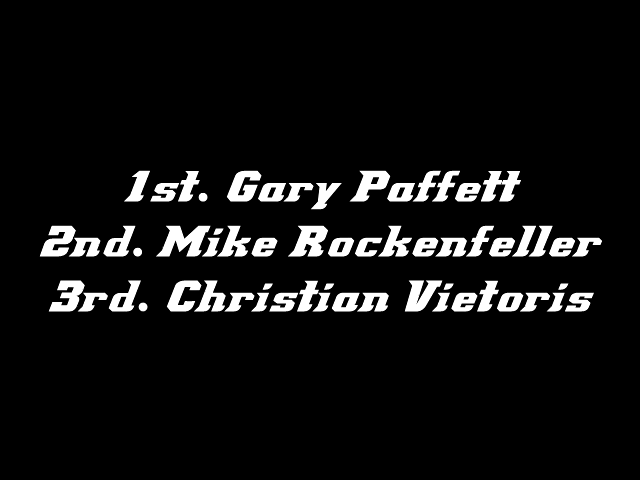 1st. Gary Paffett
2nd. Mike Rockenfeller
3rd. Christian Vietoris